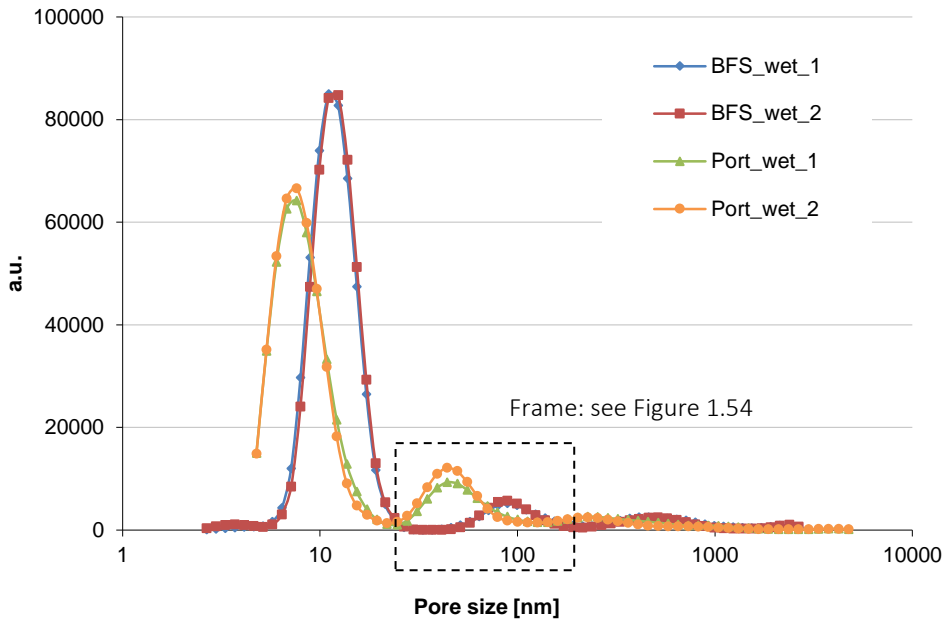 100000
80000
60000
40000
20000
0
a.u.
BFS_wet_1
BFS_wet_2
Port_wet_1
Port_wet_2
Frame: see Figure 1.54
1 10 100 1000 10000
Pore size [nm]